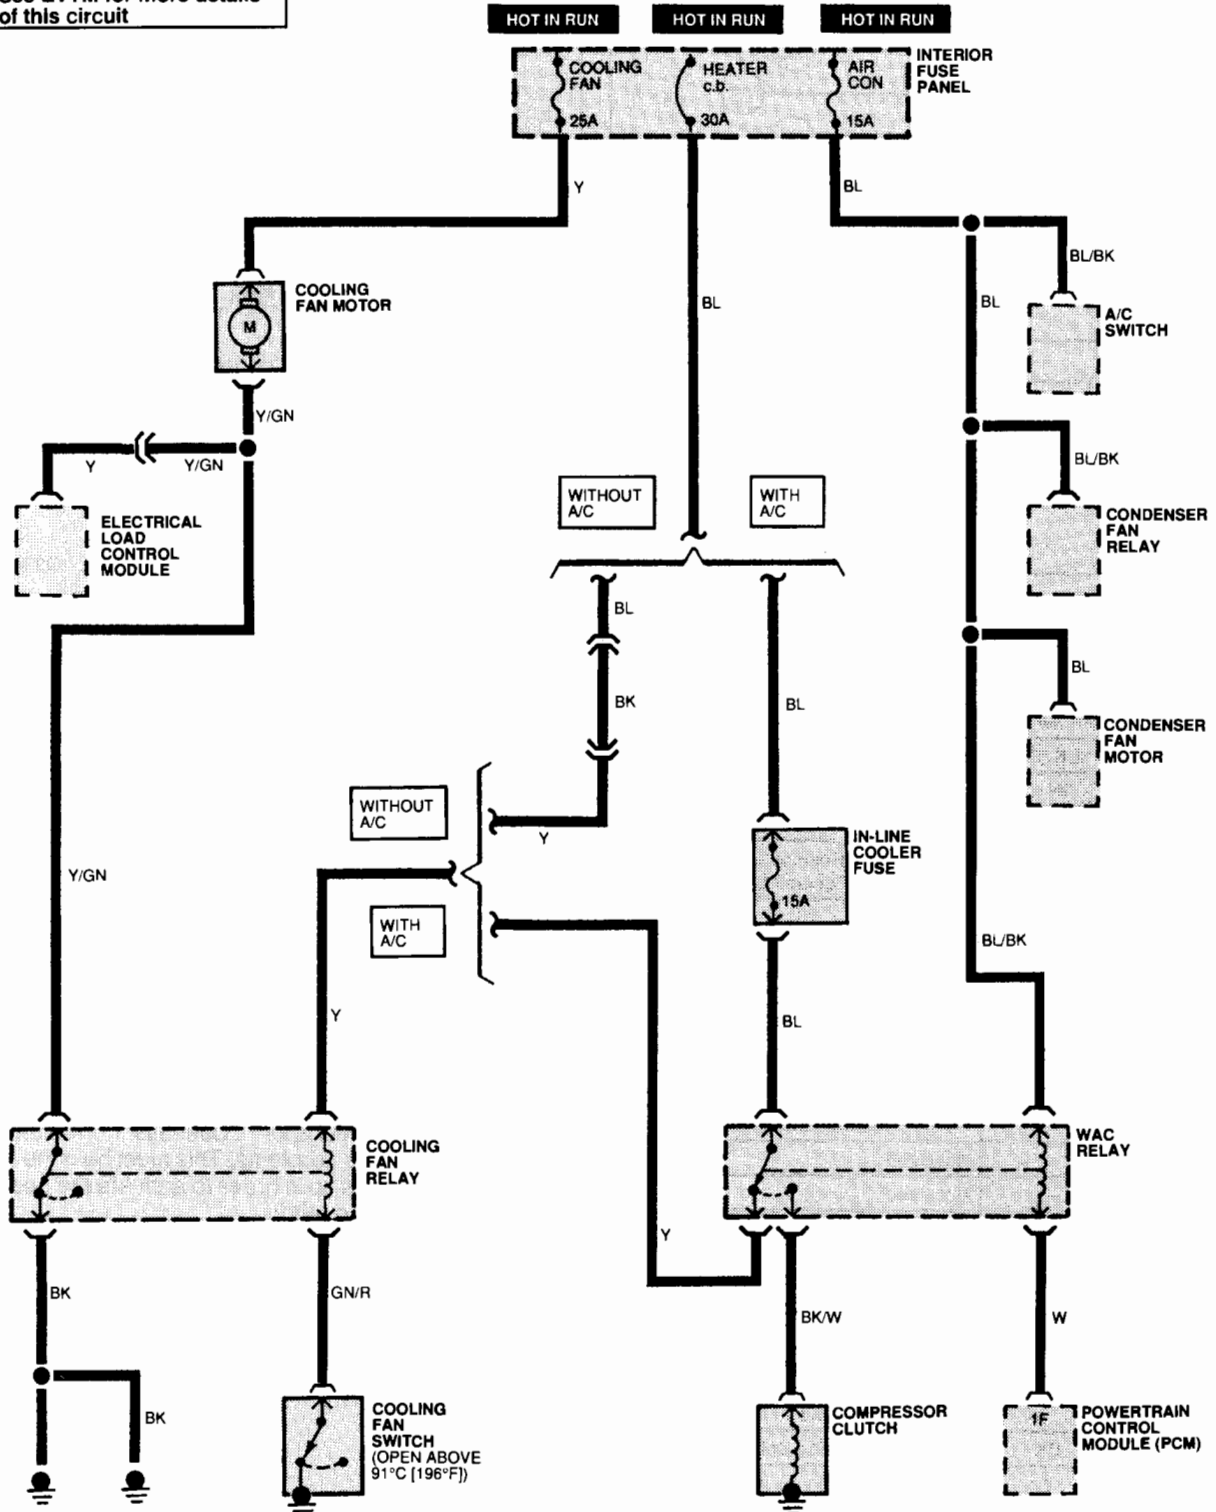 of this circuit
HOT IN RUN
HOT IN RUN
HOT IN RUN
COOLING
FAN
25A
HEATER
c.b.
30A
AIR
CON
15A
INTERIOR
FUSE
PANEL
Y
BL
BL/BK
COOLING
FAN MOTOR
M
BL
BL
A/C
SWITCH
Y/GN
Y
Y/GN
BL/BK
WITHOUT
A/C
WITH
A/C
ELECTRICAL
LOAD
CONTROL
MODULE
CONDENSER
FAN
RELAY
BL
BK
BL
BL
CONDENSER
FAN
MOTOR
WITHOUT
A/C
Y
IN-LINE
COOLER
FUSE
15A
Y/GN
WITH
A/C
BL/BK
Y
BL
COOLING
FAN
RELAY
WAC
RELAY
Y
BK
GN/R
BK/W
W
BK
COOLING
FAN
SWITCH
(OPEN ABOVE
91°C [196°F])
COMPRESSOR
CLUTCH
1F
POWERTRAIN
CONTROL
MODULE (PCM)